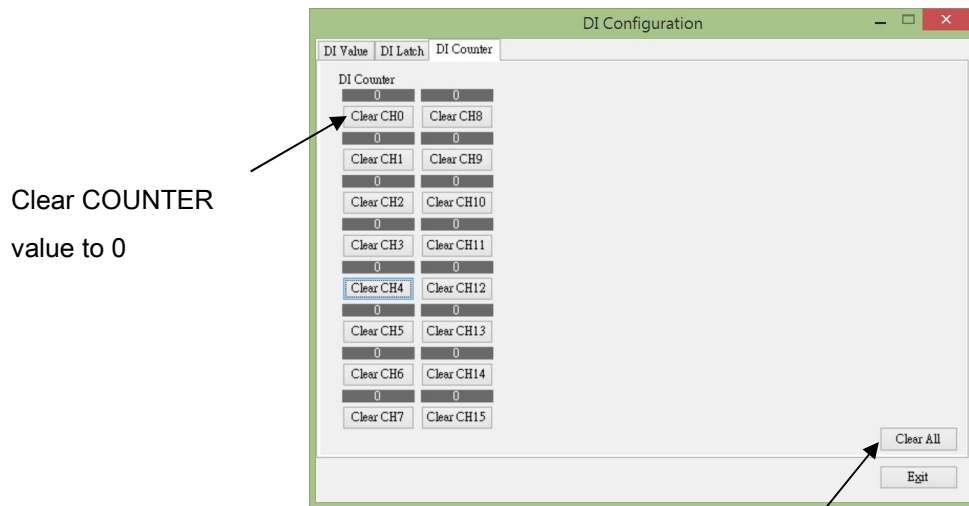 DI Configuration
DI Value DI Latch DI Counter
DI Counter
0 0
Clear CH0 Clear CH8
0 0
Clear CH1 Clear CH9
0 0
Clear CH2 Clear CH10
0 0
Clear CH3 Clear CH11
0 0
Clear CH4 Clear CH12
0 0
Clear CH5 Clear CH13
0 0
Clear CH6 Clear CH14
0 0
Clear CH7 Clear CH15
Clear All
Exit
Clear COUNTER
value to 0